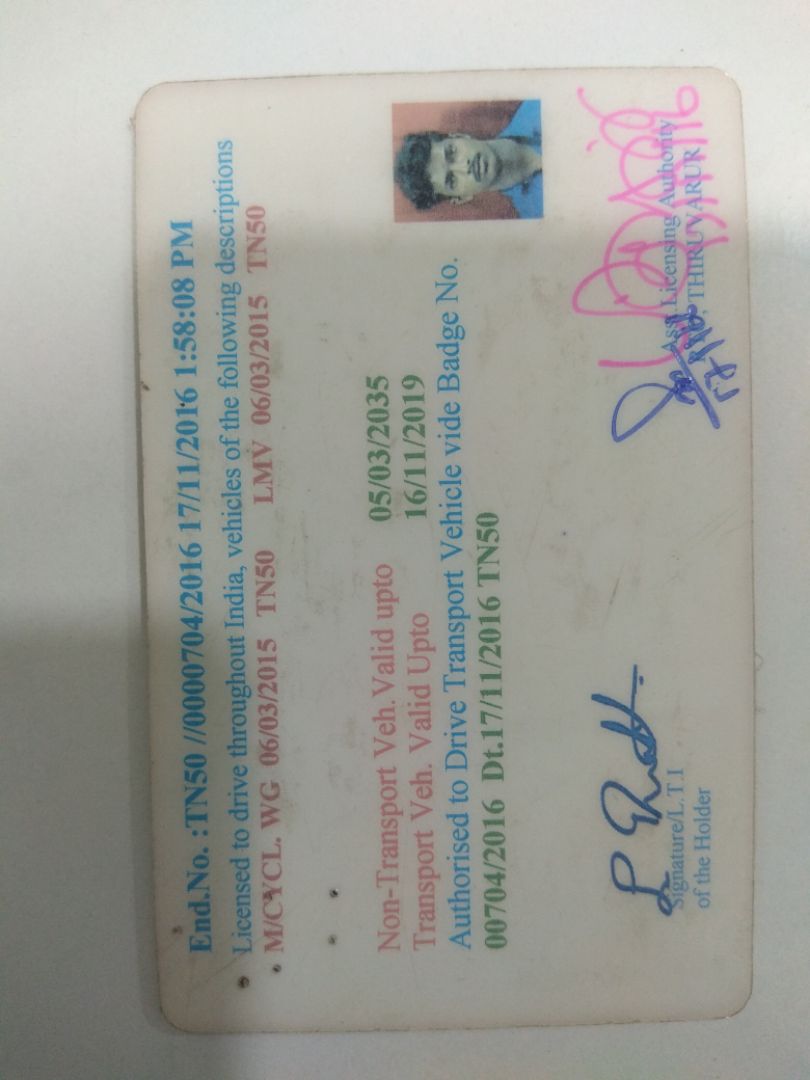 End.No. :TN50 //0000704/2016 17/11/2016 1:58:08 PM
Licensed to drive throughout India, vehicles of the following descriptions
M/CYCL. WG 06/03/2015 TN50 LMV 06/03/2015 TN50
Non-Transport Veh.Valid upto 05/03/2035
Transport Veh. Valid Upto 16/11/2019
Authorised to Drive Transport Vehicle vide Badge No.
00704/2016 Dt.17/11/2016 TN50
Signature/L.T.I
of the Holder
Asst Licensing Authority
THIRUVARUR